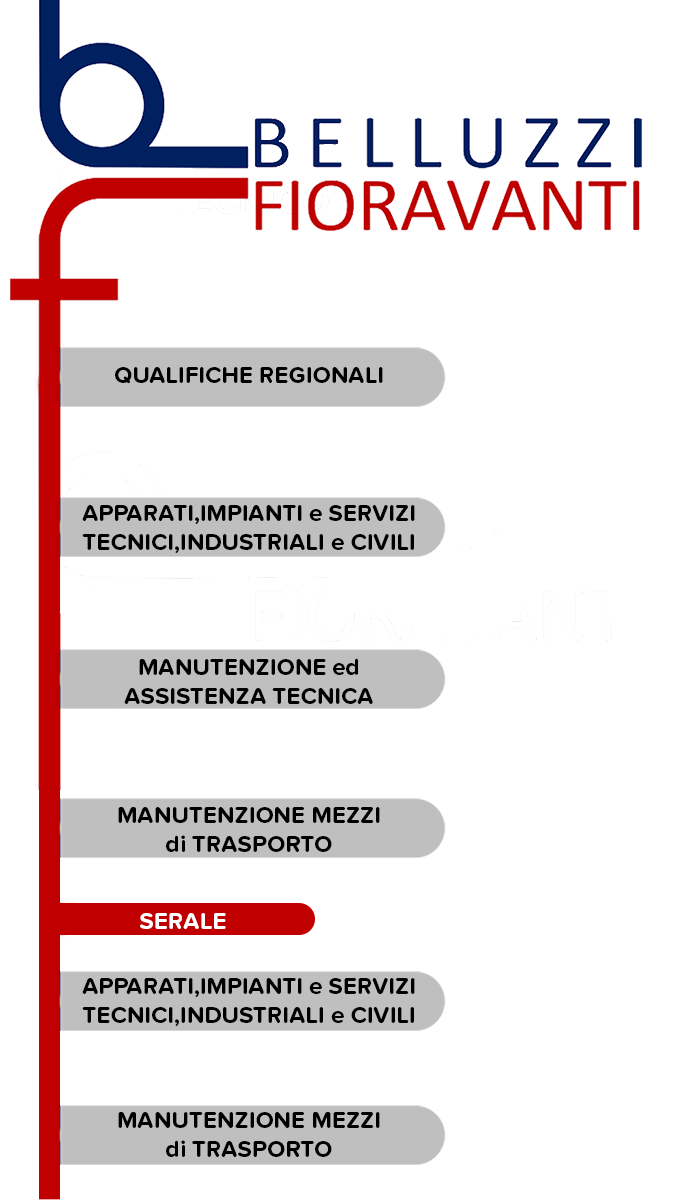 BELLUZZI
FIORAVANTI
QUALIFICHE REGIONALI
APPARATI,IMPIANTI e SERVIZI
TECNICI,INDUSTRIALI e CIVILI
MANUTENZIONE ed
ASSISTENZA TECNICA
MANUTENZIONE MEZZI
di TRASPORTO
SERALE
APPARATI,IMPIANTI e SERVIZI
TECNICI,INDUSTRIALI e CIVILI
MANUTENZIONE MEZZI
di TRASPORTO